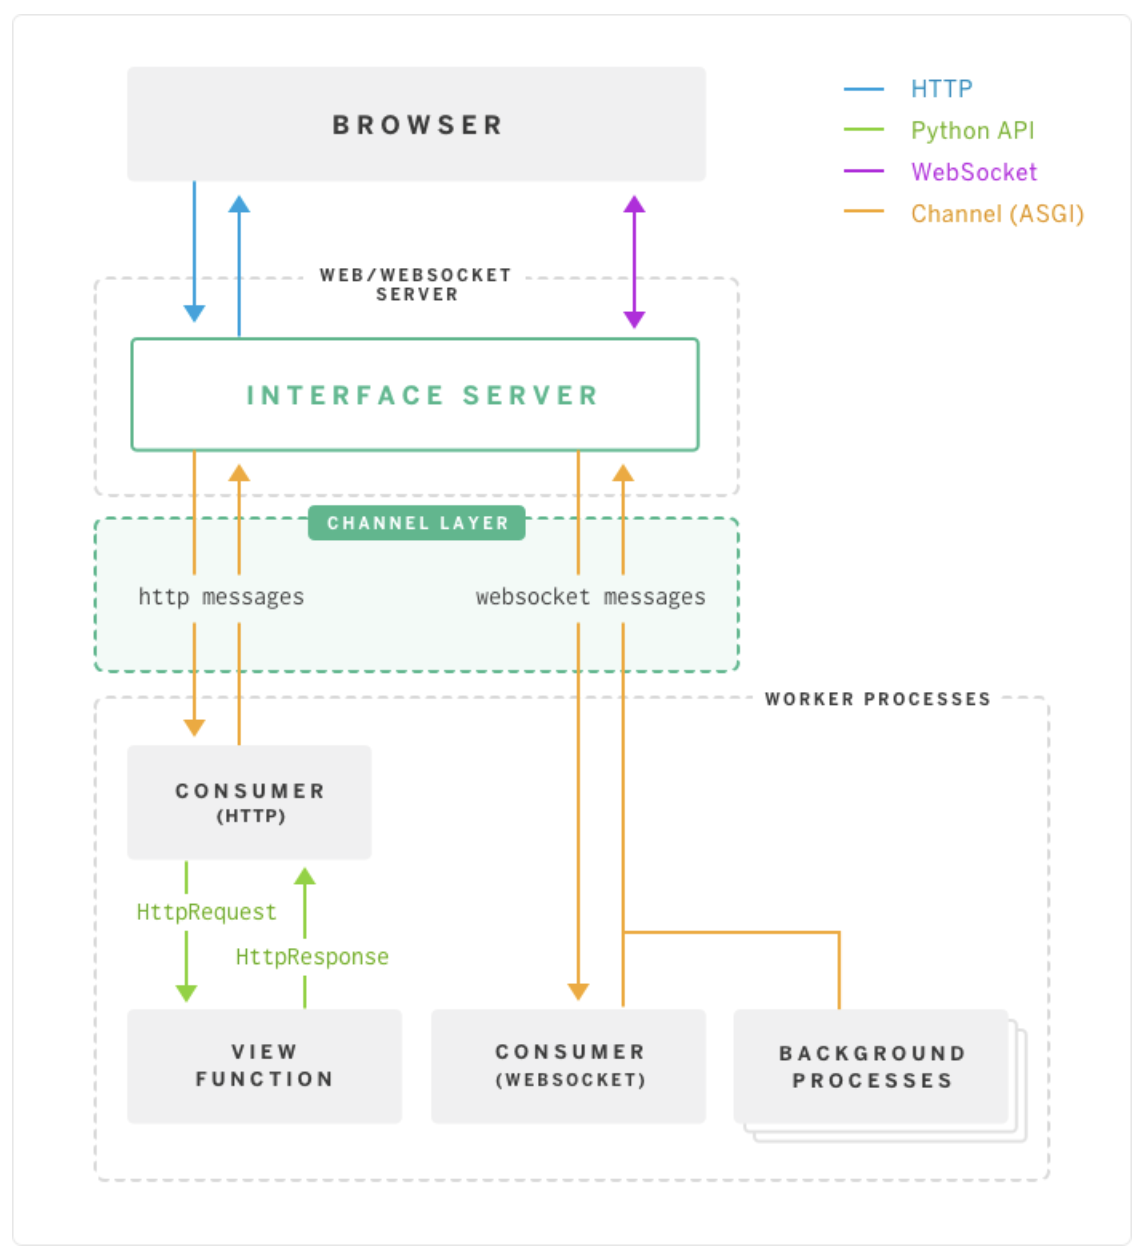 BROWSER
HTTP
Python API
WebSocket
Channel (ASGI)
WEB/WEBSOCKET
SERVER
INTERFACE SERVER
CHANNEL LAYER
http messages
websocket messages
WORKER PROCESSES
CONSUMER
(HTTP)
HttpRequest
HttpResponse
VIEW
FUNCTION
CONSUMER
(WEBSOCKET)
BACKGROUND
PROCESSES